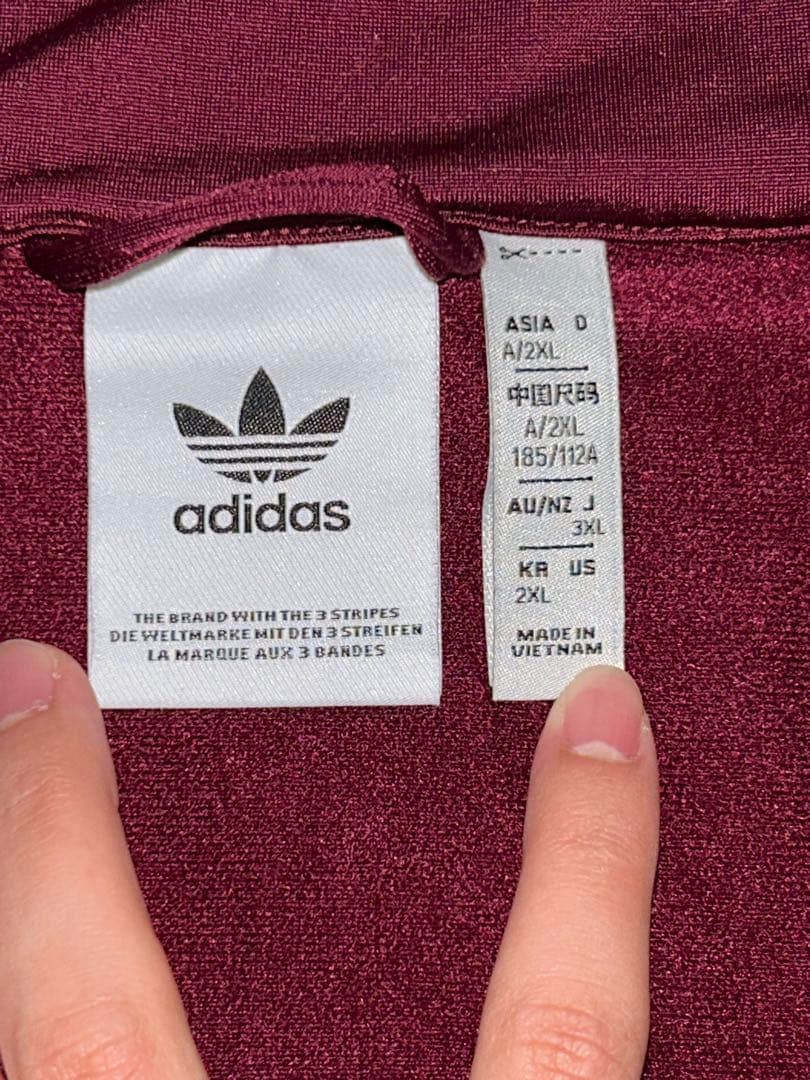 adidas
THE BRAND WITH THE 3 STRIPES
DIE WELTMARKE MIT DEN 3 STREIFEN
LA MARQUE AUX 3 BANDES
ASIA D
A/2XL
中国尺码
A/2XL
185/112A
AU/NZ J
3XL
KR US
2XL
MADE IN
VIETNAM